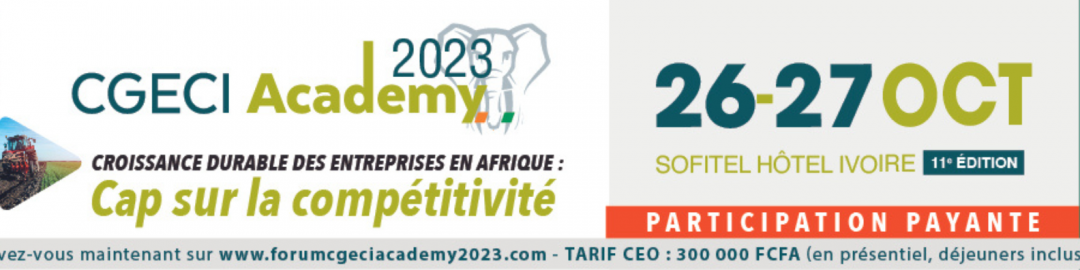 CGECI Academy 2023
CROISSANCE DURABLE DES ENTREPRISES EN AFRIQUE :
Cap sur la compétitivité
26-27 OCT
SOFITEL HÔTEL IVOIRE 11e ÉDITION
PARTICIPATION PAYANTE
vez-vous maintenant sur www.forumcgeciacademy2023.com - TARIF CEO : 300 000 FCFA (en présentiel, déjeuners inclus